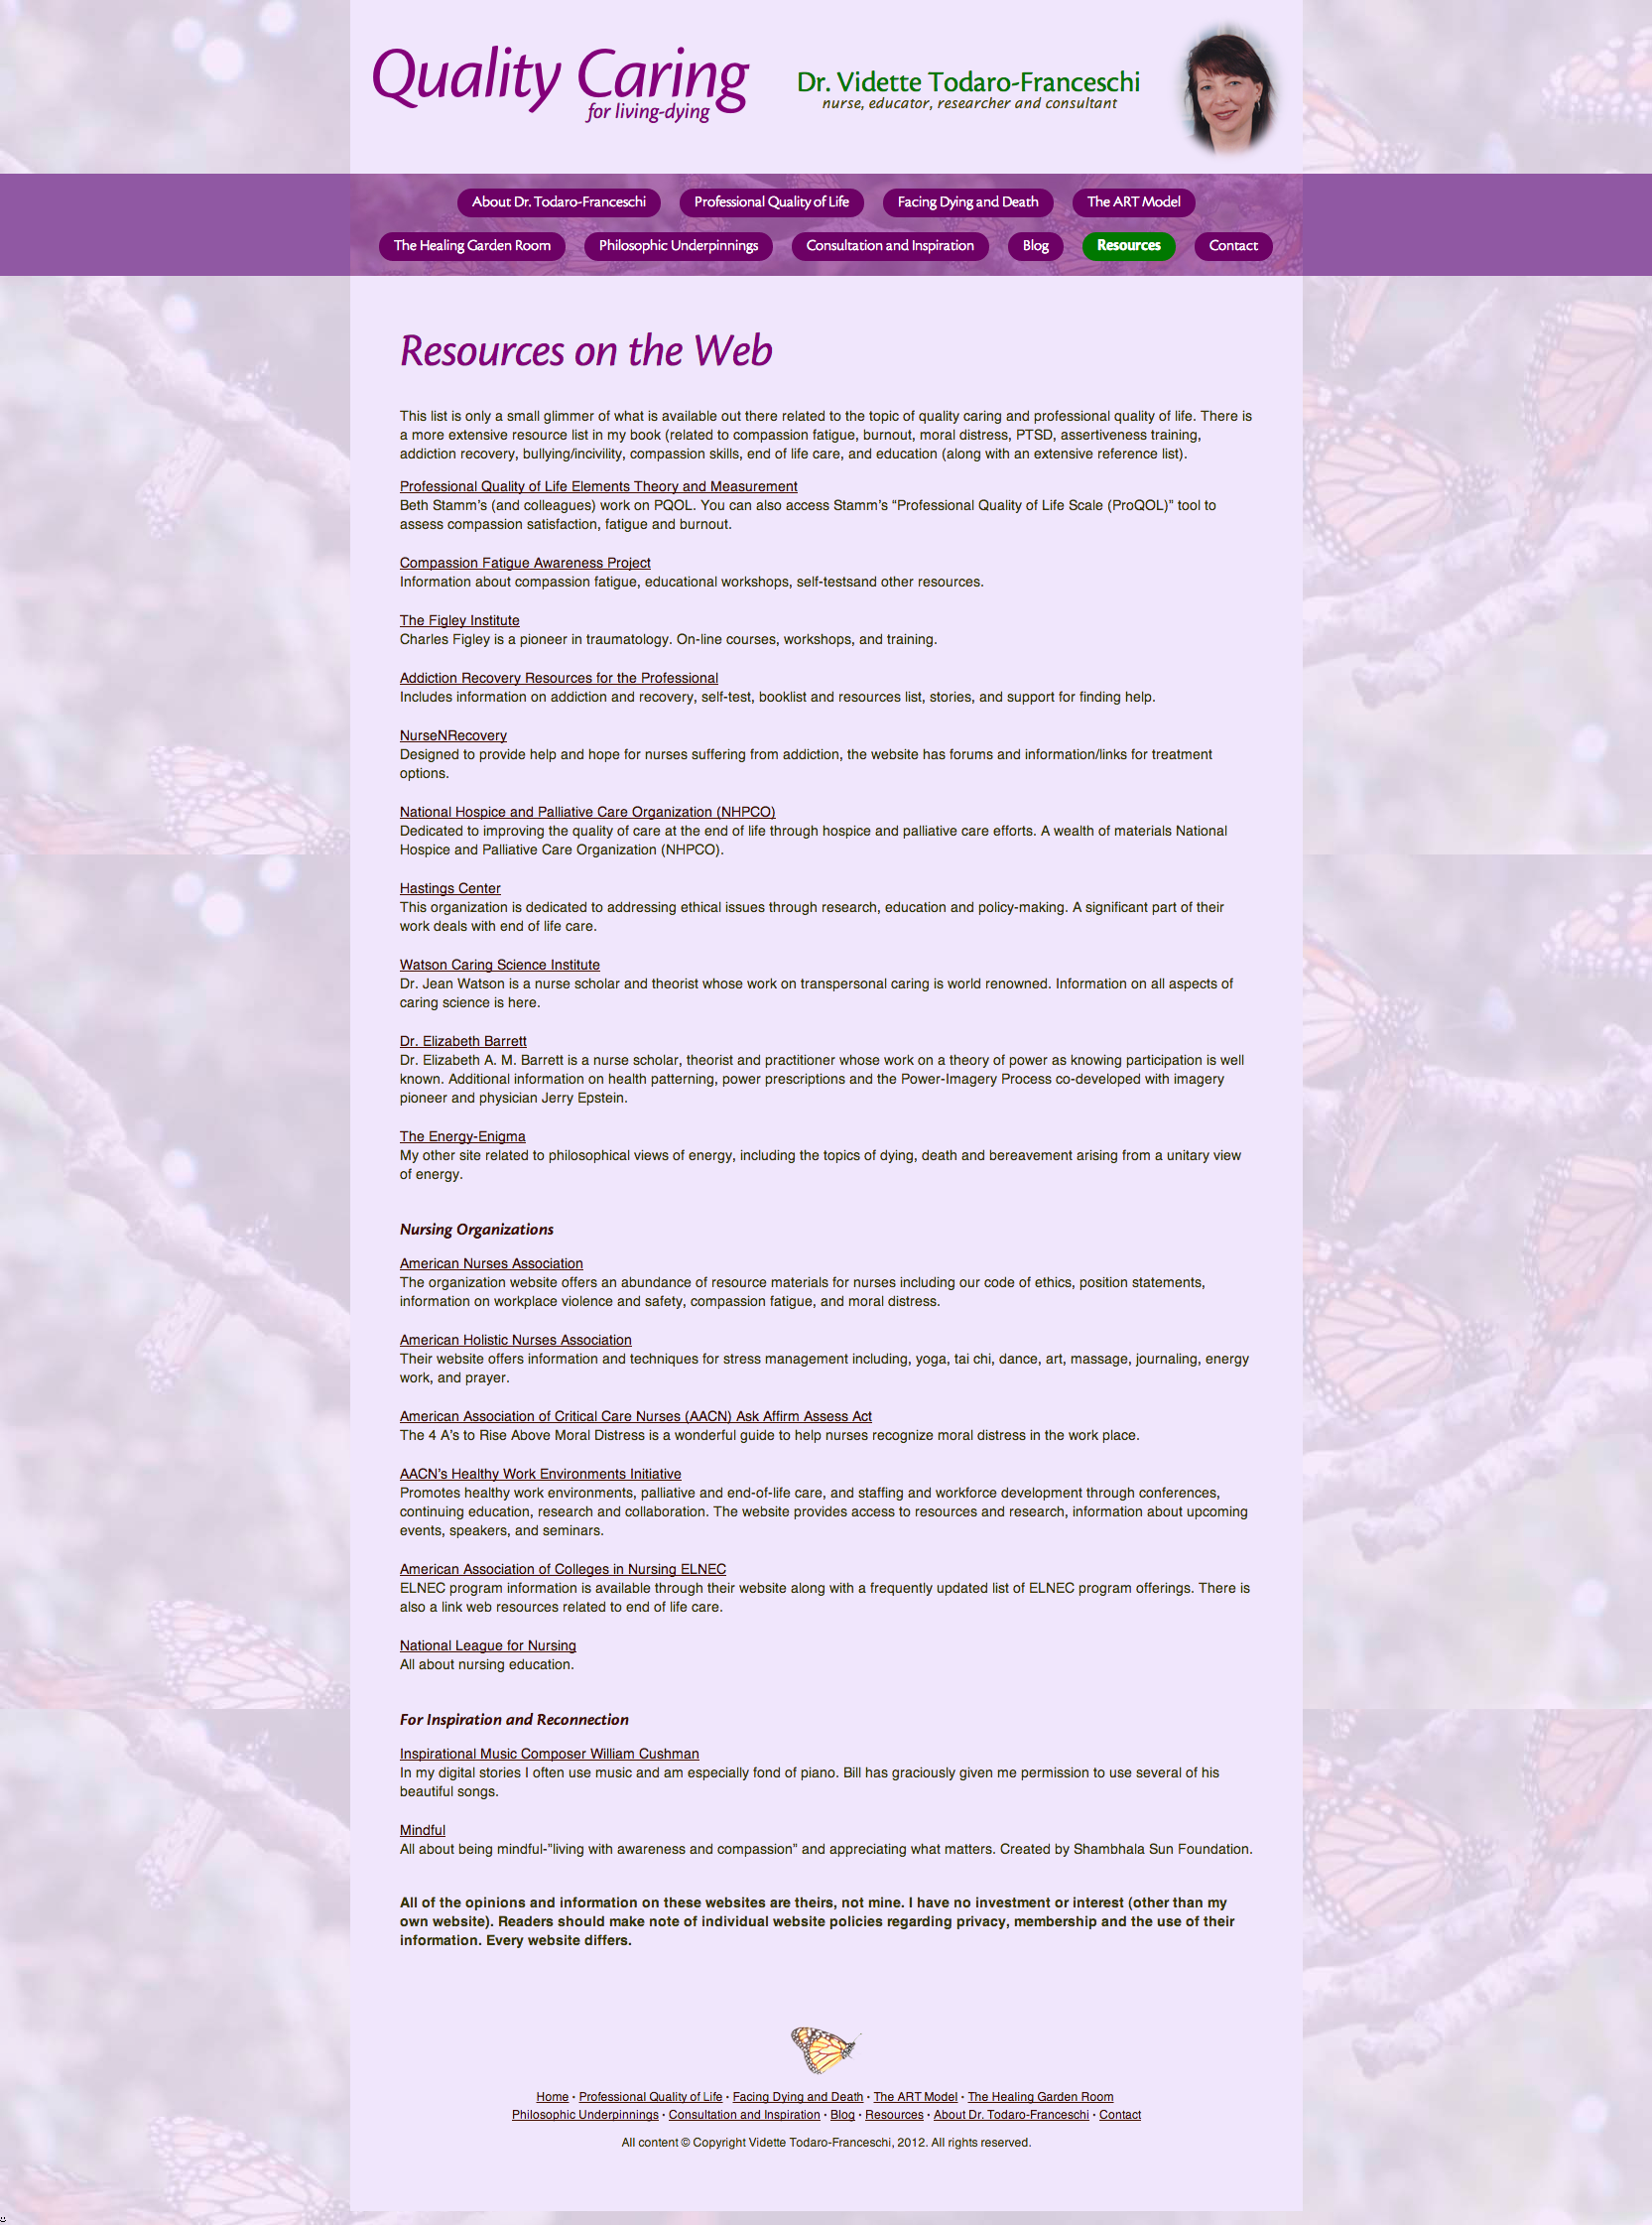 Quality Caring
for living-dying
Dr. Vidette Todaro-Franceschi
nurse, educator, researcher and consultant
About Dr. Todaro-Franceschi Professional Quality of Life Facing Dying and Death The ART Model
The Healing Garden Room Philosophic Underpinnings Consultation and Inspiration Blog Resources Contact
Resources on the Web
This list is only a small glimmer of what is available out there related to the topic of quality caring and professional quality of life. There is
a more extensive resource list in my book (related to compassion fatigue, burnout, moral distress, PTSD, assertiveness training,
addiction recovery, bullying/incivility, compassion skills, end of life care, and education (along with an extensive reference list).
Professional Quality of Life Elements Theory and Measurement
Beth Stamm’s (and colleagues) work on PQOL. You can also access Stamm’s “Professional Quality of Life Scale (ProQOL)” tool to
assess compassion satisfaction, fatigue and burnout.
Compassion Fatigue Awareness Project
Information about compassion fatigue, educational workshops, self-testsand other resources.
The Figley Institute
Charles Figley is a pioneer in traumatology. On-line courses, workshops, and training.
Addiction Recovery Resources for the Professional
Includes information on addiction and recovery, self-test, booklist and resources list, stories, and support for finding help.
NurseNRecovery
Designed to provide help and hope for nurses suffering from addiction, the website has forums and information/links for treatment
options.
National Hospice and Palliative Care Organization (NHPCO)
Dedicated to improving the quality of care at the end of life through hospice and palliative care efforts. A wealth of materials National
Hospice and Palliative Care Organization (NHPCO).
Hastings Center
This organization is dedicated to addressing ethical issues through research, education and policy-making. A significant part of their
work deals with end of life care.
Watson Caring Science Institute
Dr. Jean Watson is a nurse scholar and theorist whose work on transpersonal caring is world renowned. Information on all aspects of
caring science is here.
Dr. Elizabeth Barrett
Dr. Elizabeth A. M. Barrett is a nurse scholar, theorist and practitioner whose work on a theory of power as knowing participation is well
known. Additional information on health patterning, power prescriptions and the Power-Imagery Process co-developed with imagery
pioneer and physician Jerry Epstein.
The Energy-Enigma
My other site related to philosophical views of energy, including the topics of dying, death and bereavement arising from a unitary view
of energy.
Nursing Organizations
American Nurses Association
The organization website offers an abundance of resource materials for nurses including our code of ethics, position statements,
information on workplace violence and safety, compassion fatigue, and moral distress.
American Holistic Nurses Association
Their website offers information and techniques for stress management including, yoga, tai chi, dance, art, massage, journaling, energy
work, and prayer.
American Association of Critical Care Nurses (AACN) Ask Affirm Assess Act
The 4 A’s to Rise Above Moral Distress is a wonderful guide to help nurses recognize moral distress in the work place.
AACN’s Healthy Work Environments Initiative
Promotes healthy work environments, palliative and end-of-life care, and staffing and workforce development through conferences,
continuing education, research and collaboration. The website provides access to resources and research, information about upcoming
events, speakers, and seminars.
American Association of Colleges in Nursing ELNEC
ELNEC program information is available through their website along with a frequently updated list of ELNEC program offerings. There is
also a link web resources related to end of life care.
National League for Nursing
All about nursing education.
For Inspiration and Reconnection
Inspirational Music Composer William Cushman
In my digital stories I often use music and am especially fond of piano. Bill has graciously given me permission to use several of his
beautiful songs.
Mindful
All about being mindful-”living with awareness and compassion” and appreciating what matters. Created by Shambhala Sun Foundation.
All of the opinions and information on these websites are theirs, not mine. I have no investment or interest (other than my
own website). Readers should make note of individual website policies regarding privacy, membership and the use of their
information. Every website differs.
Home · Professional Quality of Life · Facing Dying and Death · The ART Model · The Healing Garden Room
Philosophic Underpinnings · Consultation and Inspiration · Blog · Resources · About Dr. Todaro-Franceschi · Contact
All content © Copyright Vidette Todaro-Franceschi, 2012. All rights reserved.